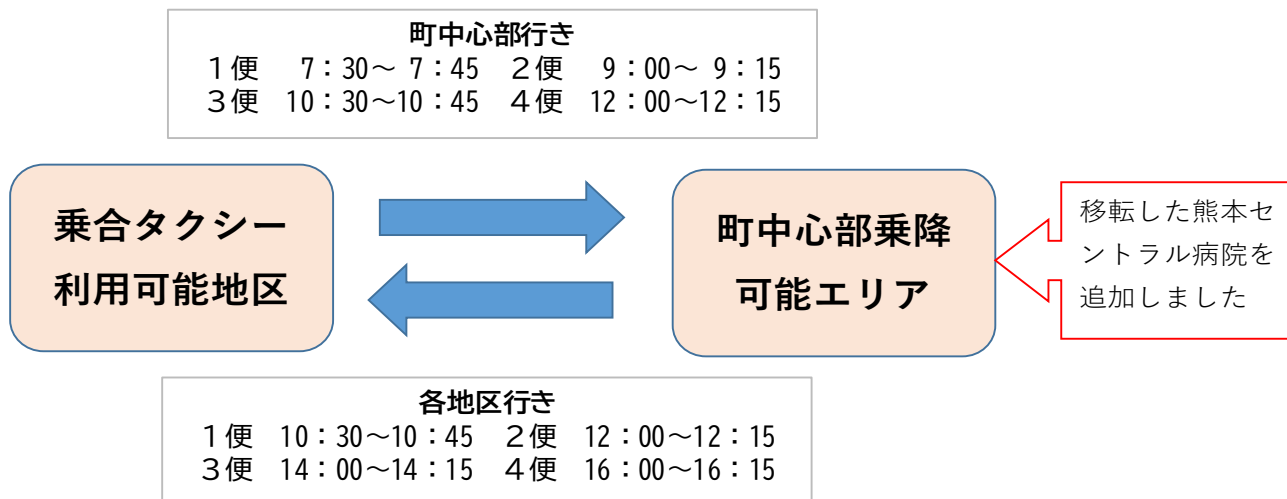 町中心部行き
１便　7：30～ 7：45　２便　9：00～ 9：15
３便　10：30～10：45　４便　12：00～12：15
乗合タクシー
利用可能地区
町中心部乗降
可能エリア
移転した熊本セ
ントラル病院を
追加しました
各地区行き
１便　10：30～10：45　２便　12：00～12：15
３便　14：00～14：15　４便　16：00～16：15